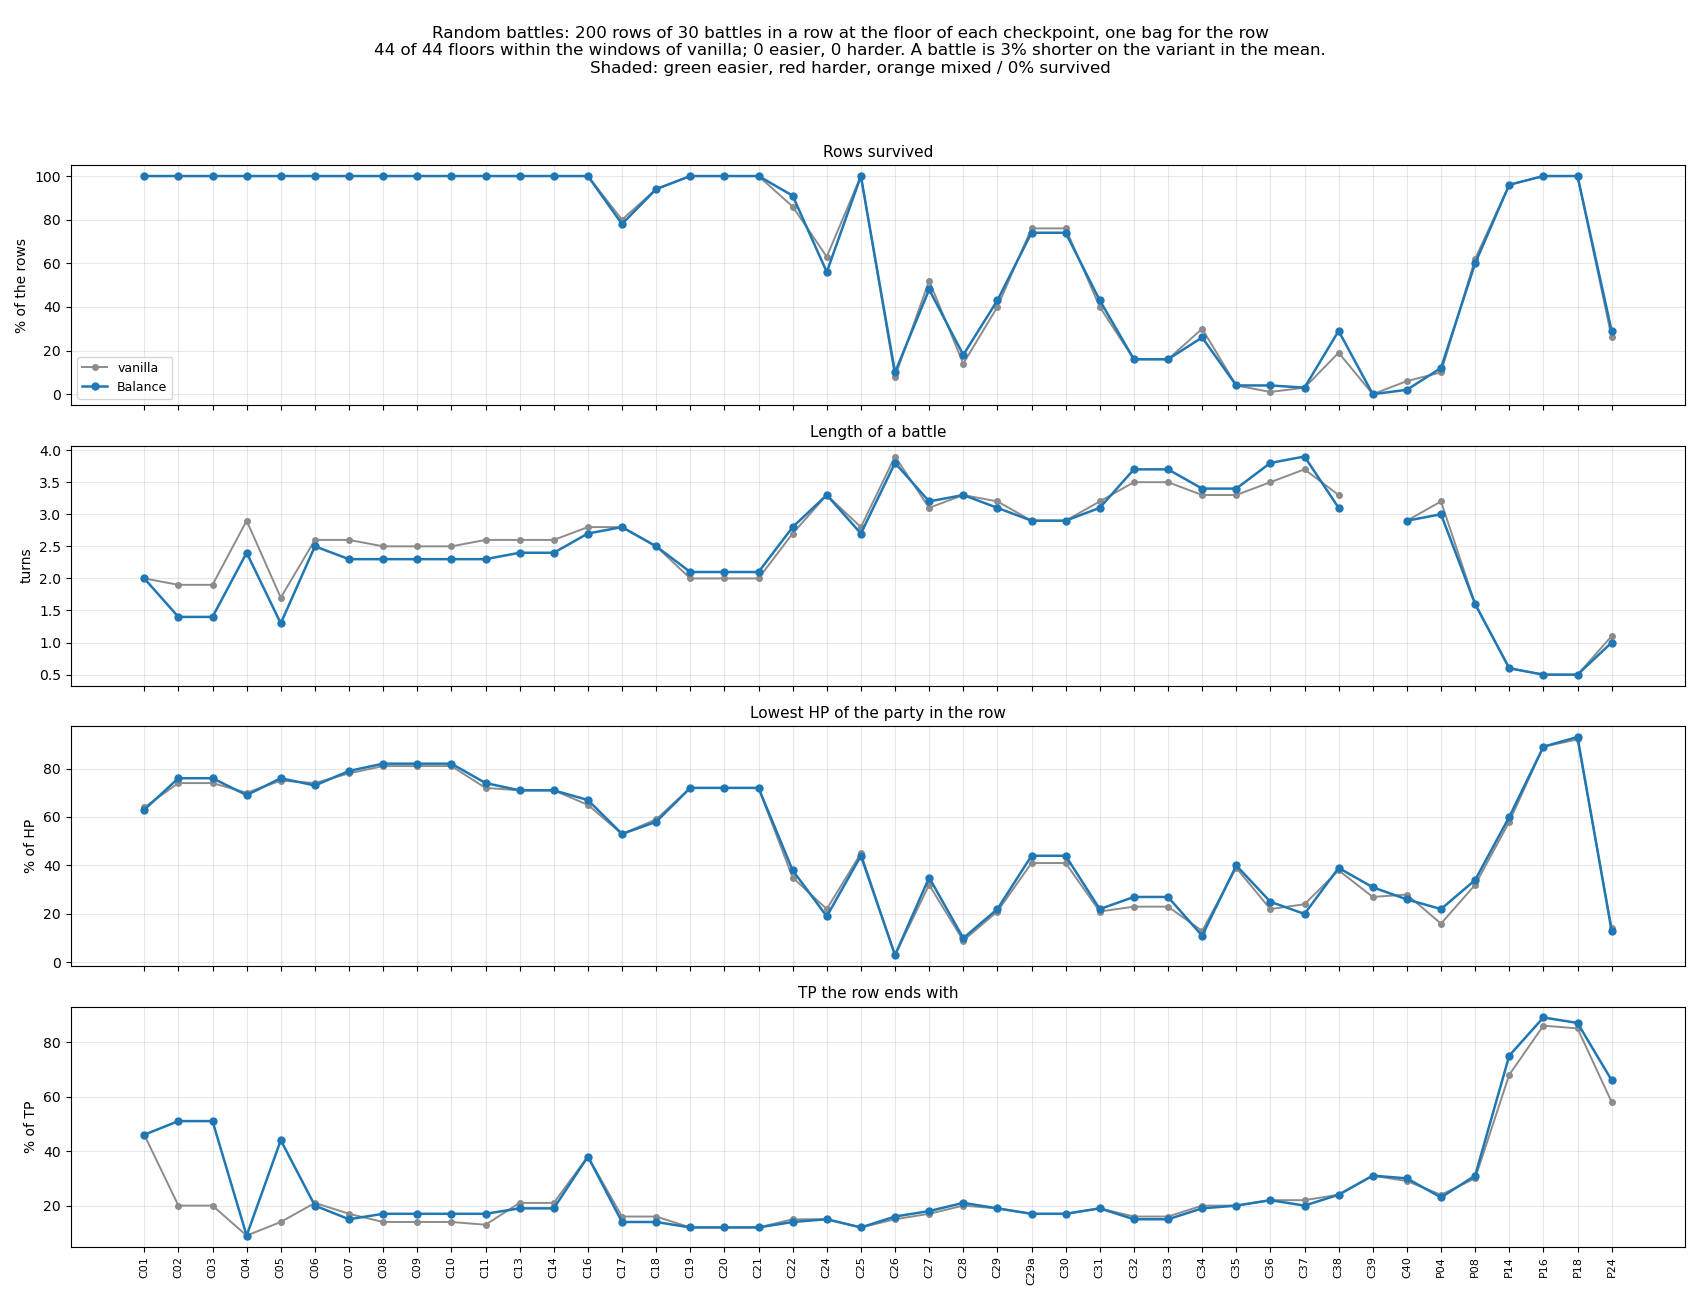 Random battles: 200 rows of 30 battles in a row at the floor of each checkpoint, one bag for the row
44 of 44 floors within the windows of vanilla; 0 easier, 0 harder. A battle is 3% shorter on the variant in the mean.
Shaded: green easier, red harder, orange mixed / 0% survived
Rows survived
% of the rows
100
80
60
40
20
0
vanilla
Balance
Length of a battle
turns
4.0
3.5
3.0
2.5
2.0
1.5
1.0
0.5
Lowest HP of the party in the row
% of HP
80
60
40
20
0
TP the row ends with
% of TP
80
60
40
20
C01 C02 C03 C04 C05 C06 C07 C08 C09 C10 C11 C13 C14 C16 C17 C18 C19 C20 C21 C22 C24 C25 C26 C27 C28 C29 C29a C30 C31 C32 C33 C34 C35 C36 C37 C38 C39 C40 P04 P08 P14 P16 P18 P24